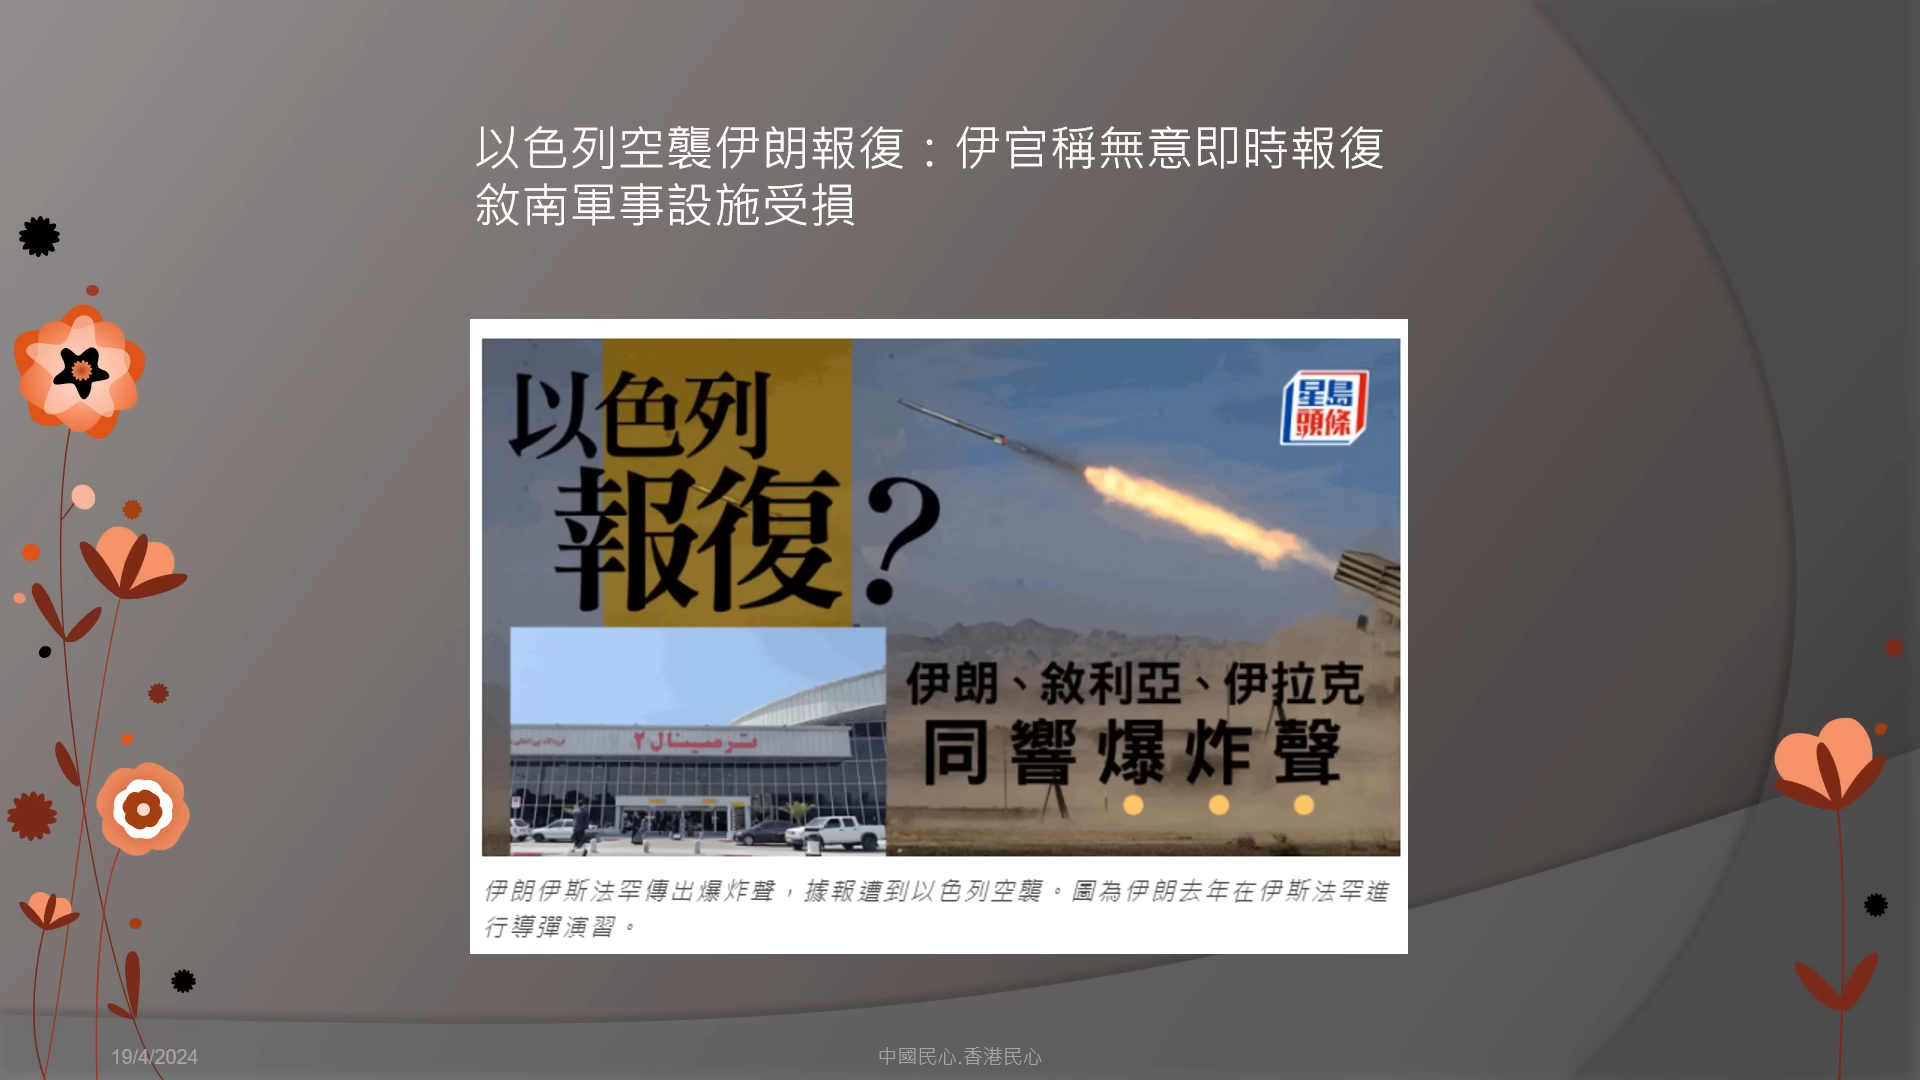 以色列空襲伊朗報復：伊官稱無意即時報復
敘南軍事設施受損
以色列
報復？
星島
頭條
ترمینال ۲
伊朗、敘利亞、伊拉克
同響爆炸聲
伊朗伊斯法罕傳出爆炸聲，據報遭到以色列空襲。圖為伊朗去年在伊斯法罕進
行導彈演習。
19/4/2024
中國民心.香港民心